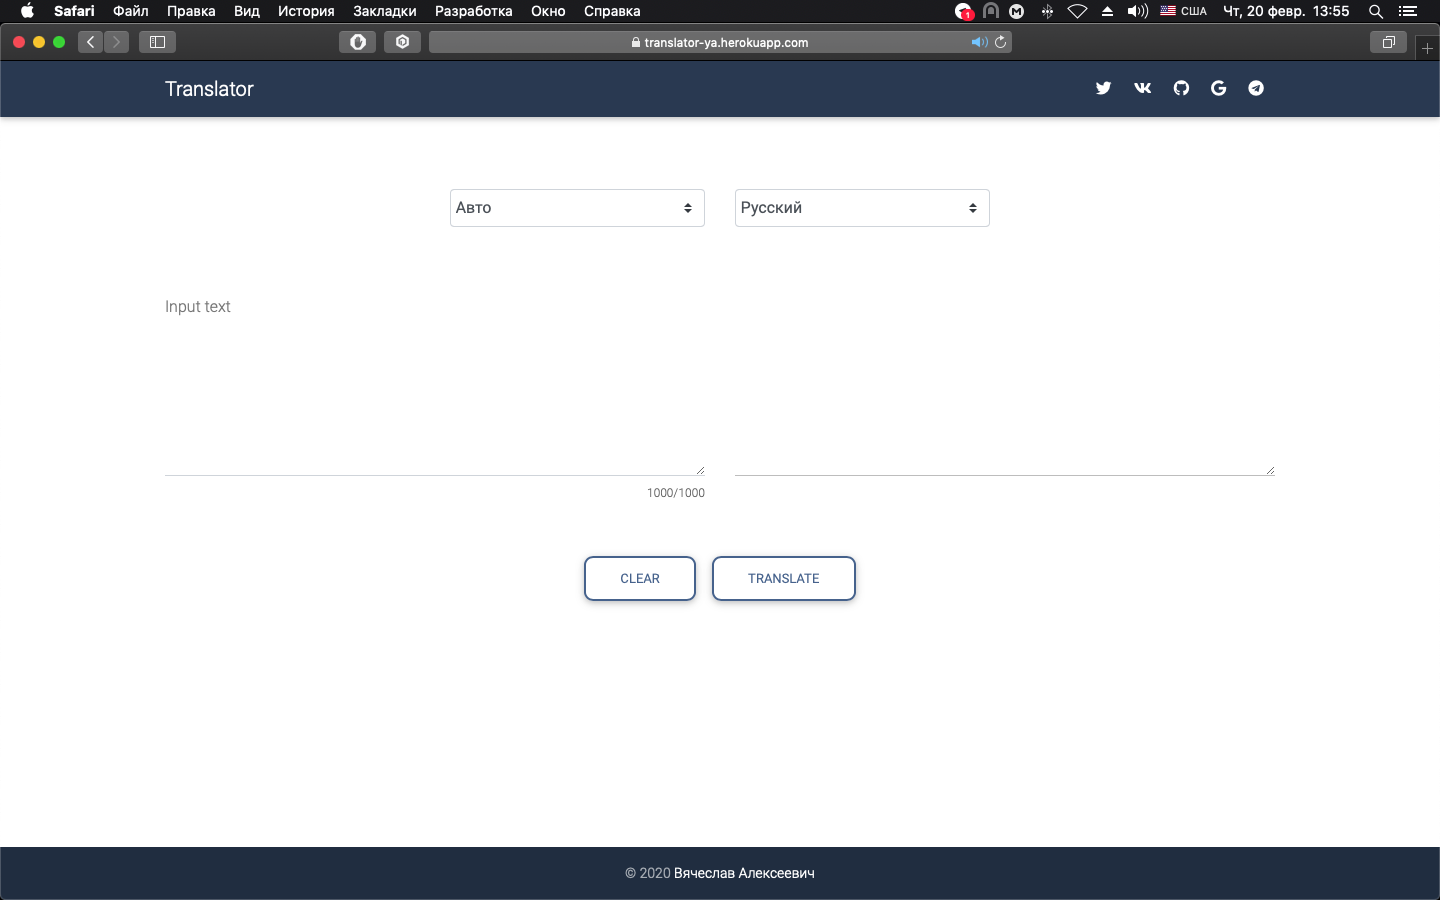 Safari Файл Правка Вид История Закладки Разработка Окно Справка 1 США Чт, 20 февр. 13:55
translator-ya.herokuapp.com
Translator
Авто Русский
Input text
1000/1000
CLEAR TRANSLATE
© 2020 Вячеслав Алексеевич